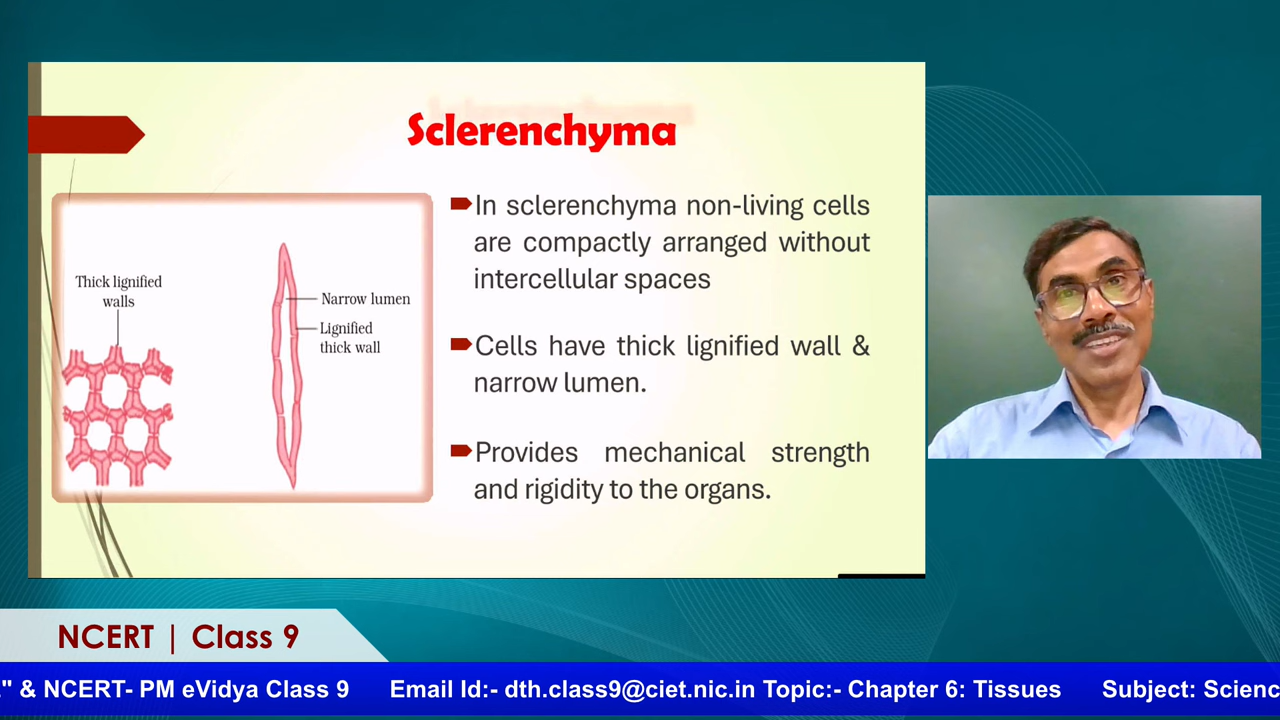 Sclerenchyma
Thick lignified
walls
Narrow lumen
Lignified
thick wall
In sclerenchyma non-living cells
are compactly arranged without
intercellular spaces
Cells have thick lignified wall &
narrow lumen.
Provides mechanical strength
and rigidity to the organs.
NCERT | Class 9
" & NCERT- PM eVidya Class 9 Email Id:- dth.class9@ciet.nic.in Topic:- Chapter 6: Tissues Subject: Scienc